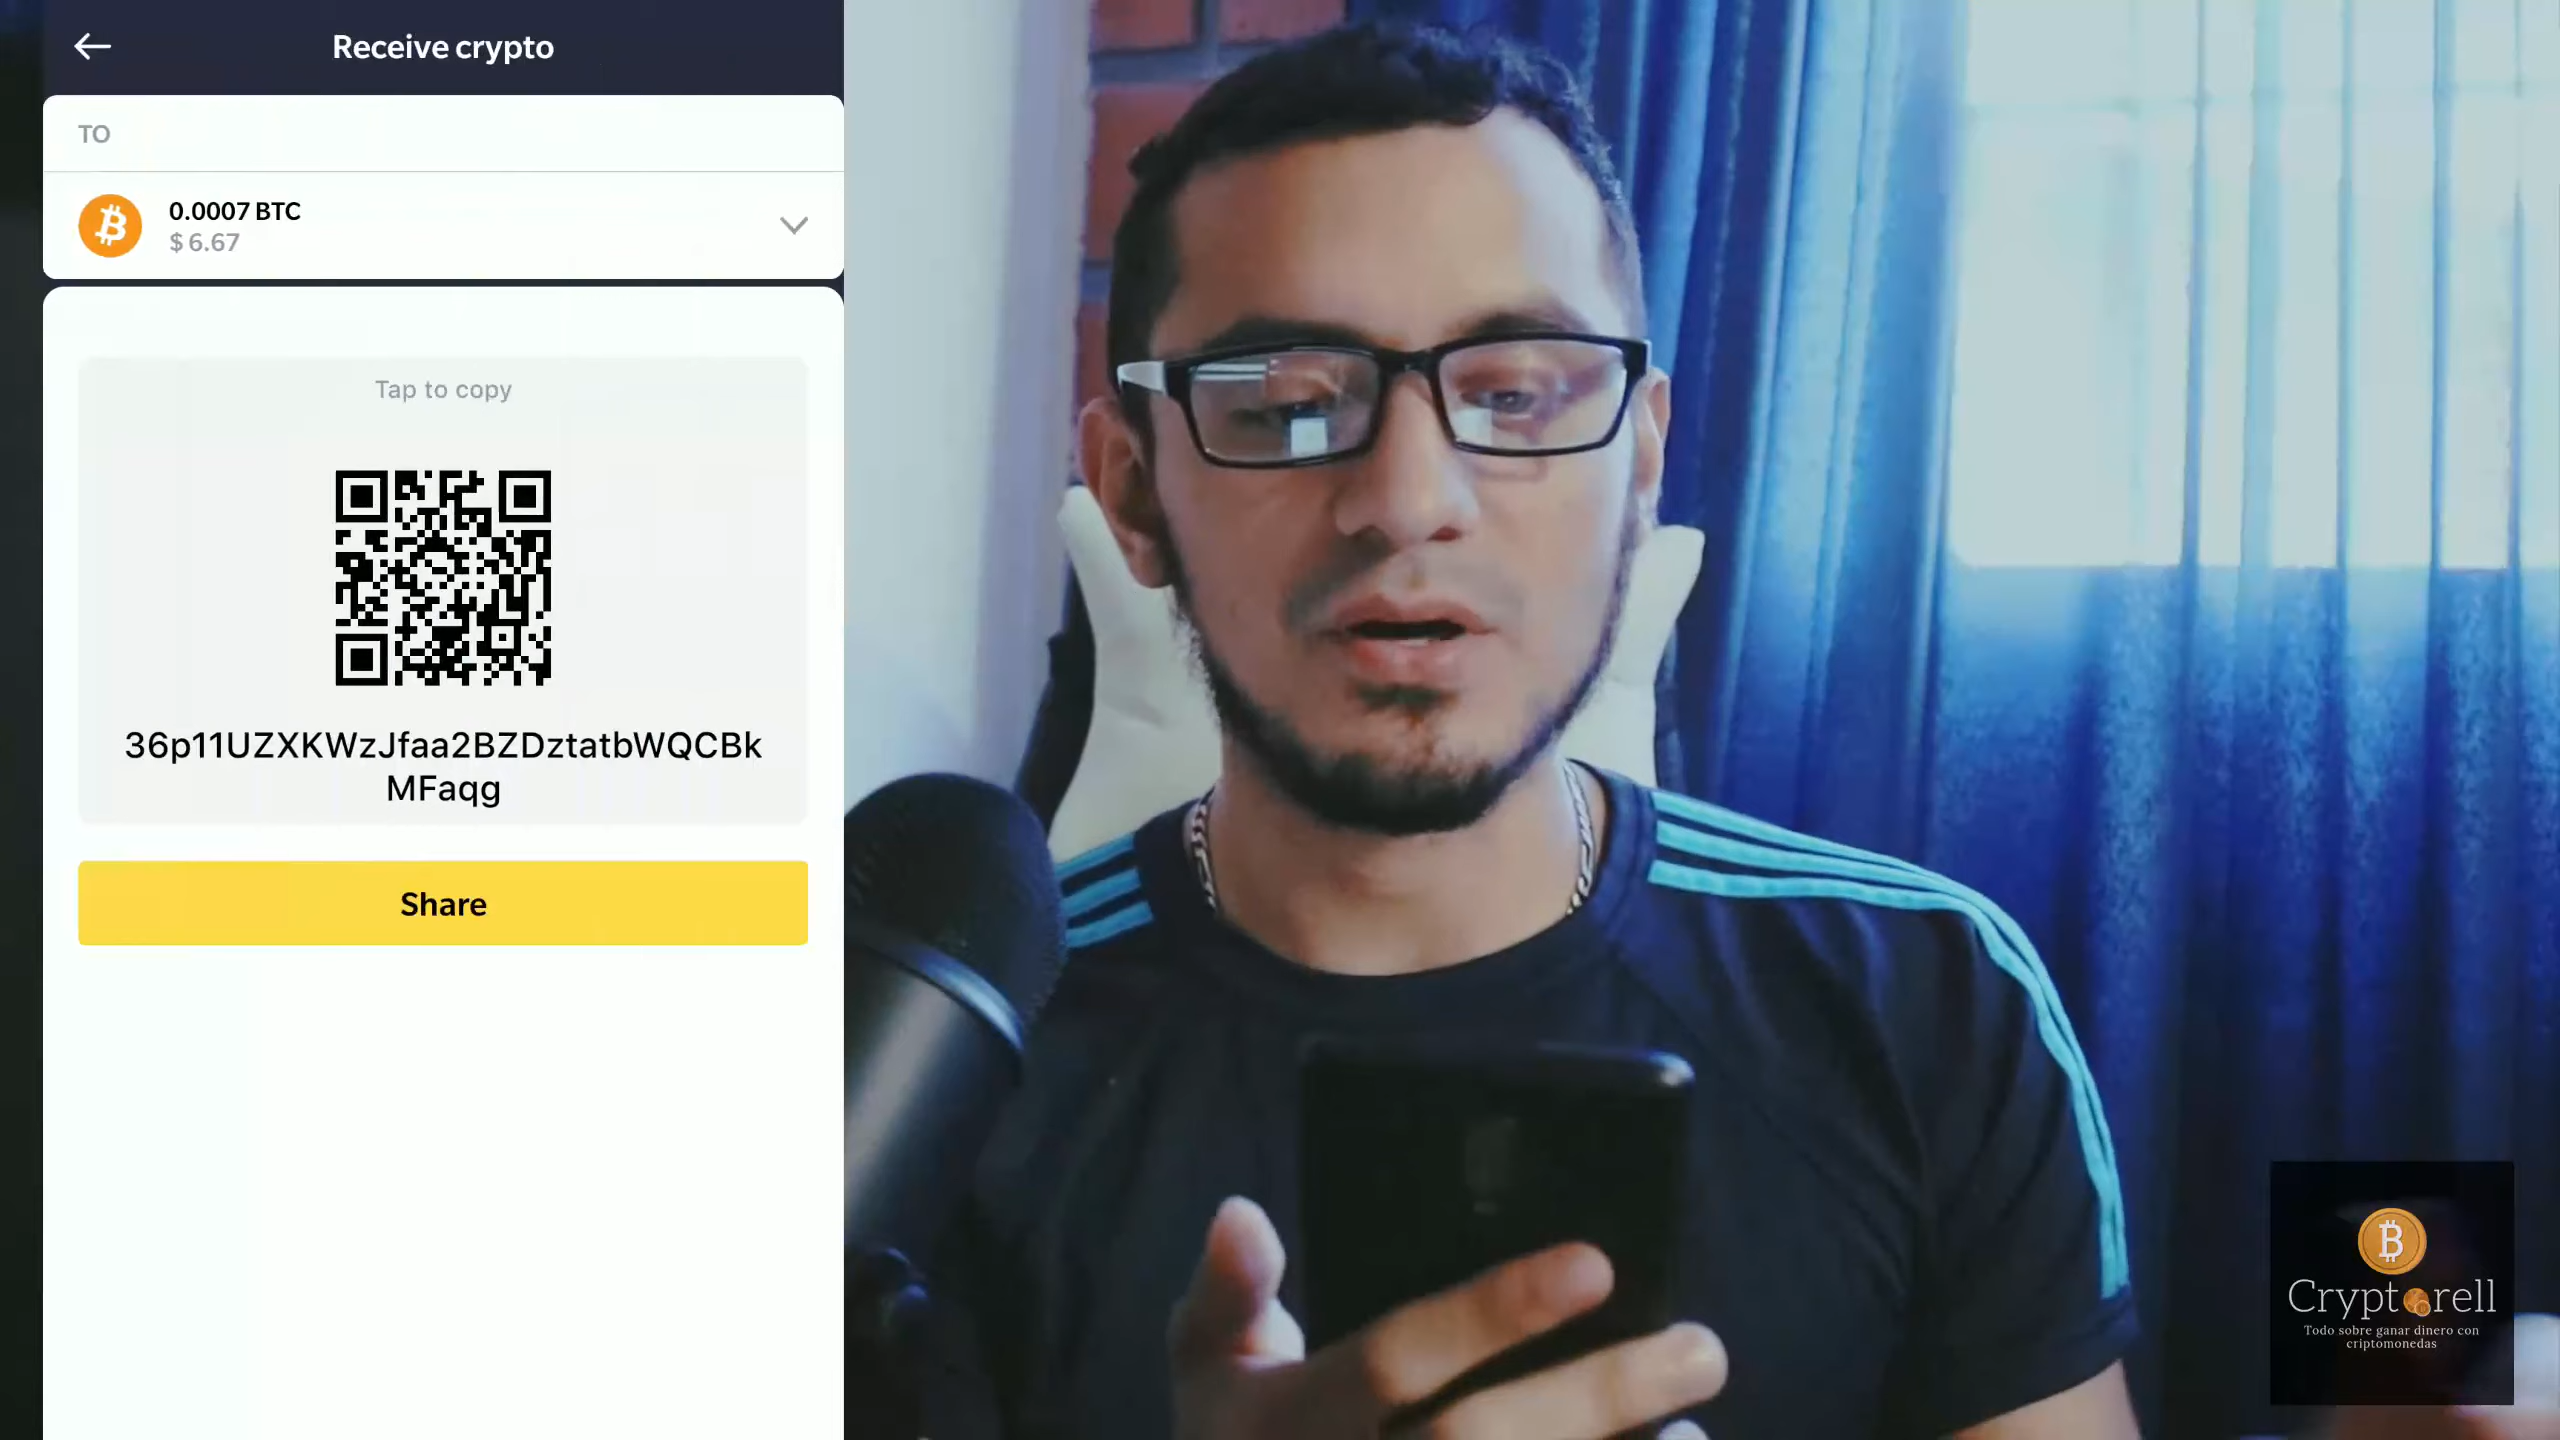 Receive crypto
TO
0.0007 BTC
$ 6.67
Tap to copy
36p11UZXKWzJfaa2BZDztatbWQCBk
MFaqg
Share
Cryptorell
Todo sobre ganar dinero con
criptomonedas